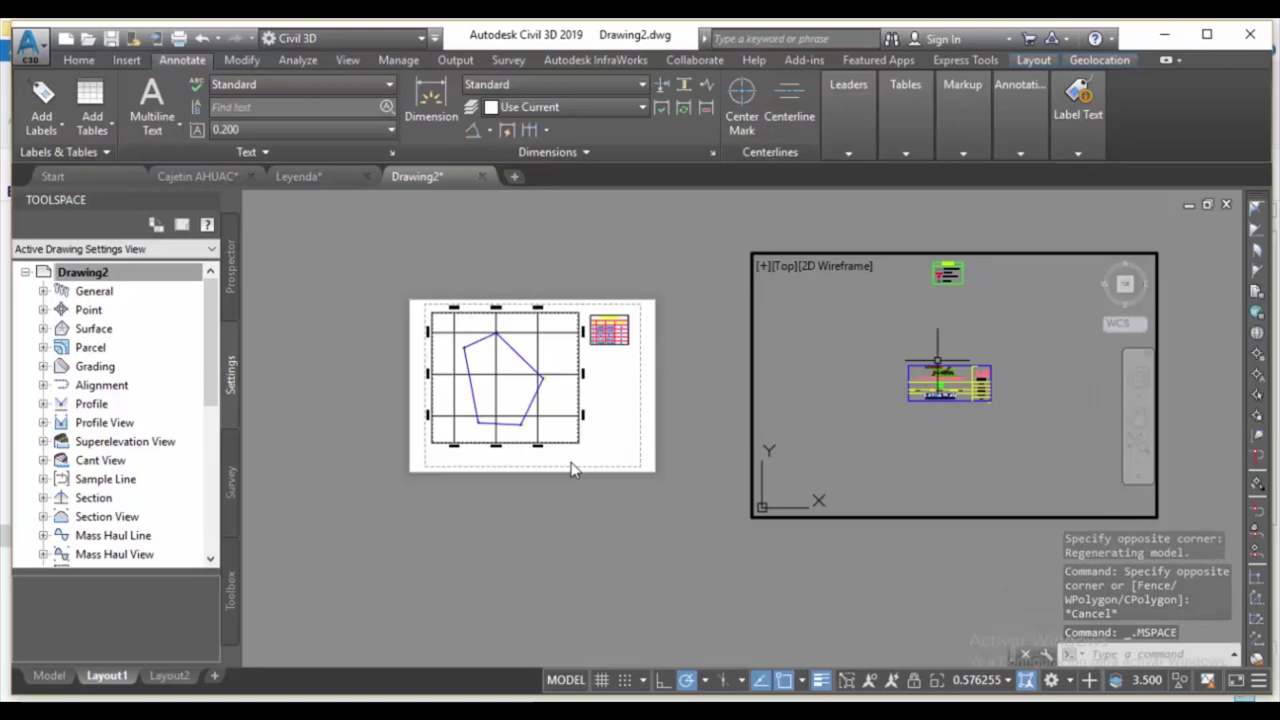 Civil 3D
Autodesk Civil 3D 2019 Drawing2.dwg
Type a keyword or phrase
Sign In
C3D
Home Insert Annotate Modify Analyze View Manage Output Survey Autodesk InfraWorks Collaborate Help Add-ins Featured Apps Express Tools Layout Geolocation
Add
Labels
Add
Tables
Labels & Tables
Multiline
Text
ABC
Standard
Find text
0.200
Text
Dimension
Standard
Use Current
Dimensions
Center
Mark
Centerline
Centerlines
Leaders
Tables
Markup
Annotati...
Label Text
Start
Cajetin AHUAC*
Leyenda*
Drawing2*
TOOLSPACE
Active Drawing Settings View
Drawing2
General
Point
Surface
Parcel
Grading
Alignment
Profile
Profile View
Superelevation View
Cant View
Sample Line
Section
Section View
Mass Haul Line
Mass Haul View
Prospector
Settings
Survey
Toolbox
[+][Top][2D Wireframe]
TOP
WCS
Y
X
Specify opposite corner:
Regenerating model.
Command: Specify opposite
corner or [Fence/
WPolygon/CPolygon]:
*Cancel*
Command: _.MSPACE
Type a command
Activar Windows
Model Layout1 Layout2
MODEL
0.576255
3.500